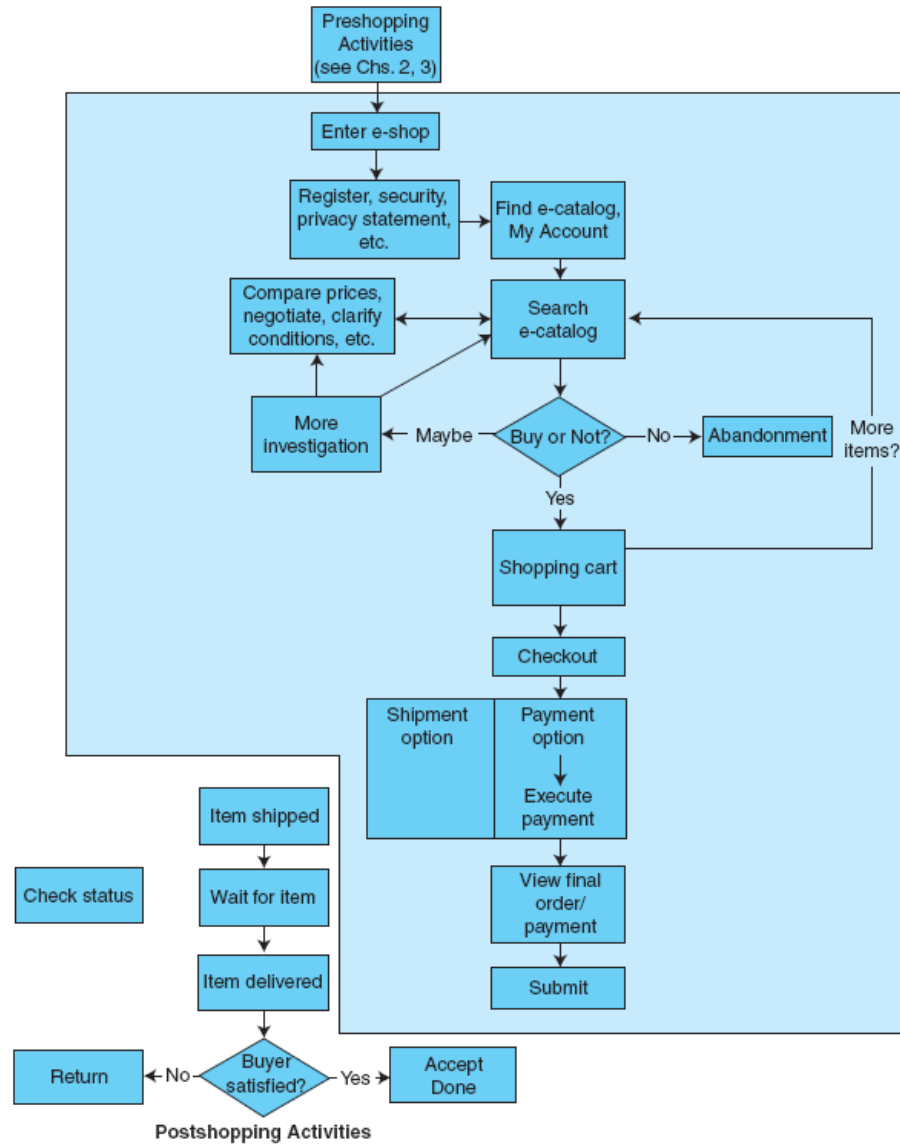 Preshopping
Activities
(see Chs. 2, 3)
Enter e-shop
Register, security,
privacy statement,
etc.
Find e-catalog,
My Account
Compare prices,
negotiate, clarify
conditions, etc.
Search
e-catalog
More
investigation
Maybe
Buy or Not?
No
Abandonment
More
items?
Yes
Shopping cart
Checkout
Shipment
option
Payment
option
Execute
payment
View final
order/
payment
Submit
Item shipped
Check status
Wait for item
Item delivered
Return
No
Buyer
satisfied?
Yes
Accept
Done
Postshopping Activities